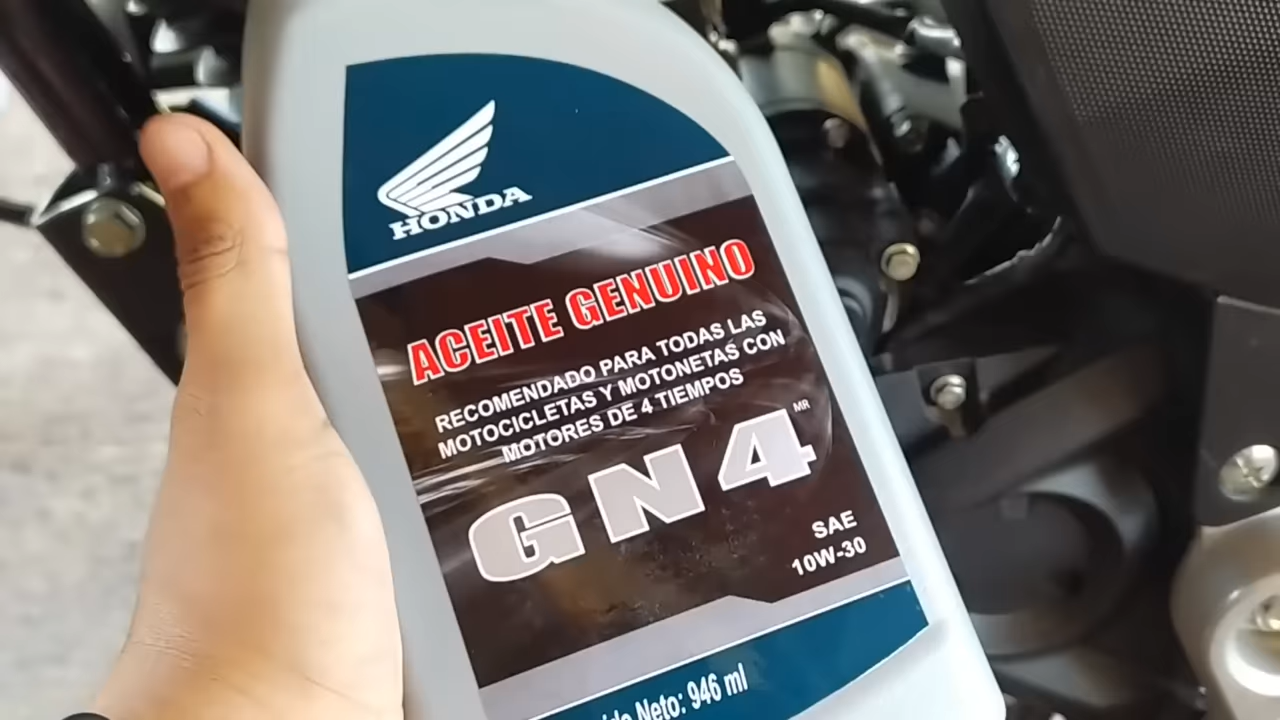 HONDA
ACEITE GENUINO
RECOMENDADO PARA TODAS LAS
MOTOCICLETAS Y MOTONETAS CON
MOTORES DE 4 TIEMPOS
GN4 MR
SAE
10W-30
Neto: 946 ml